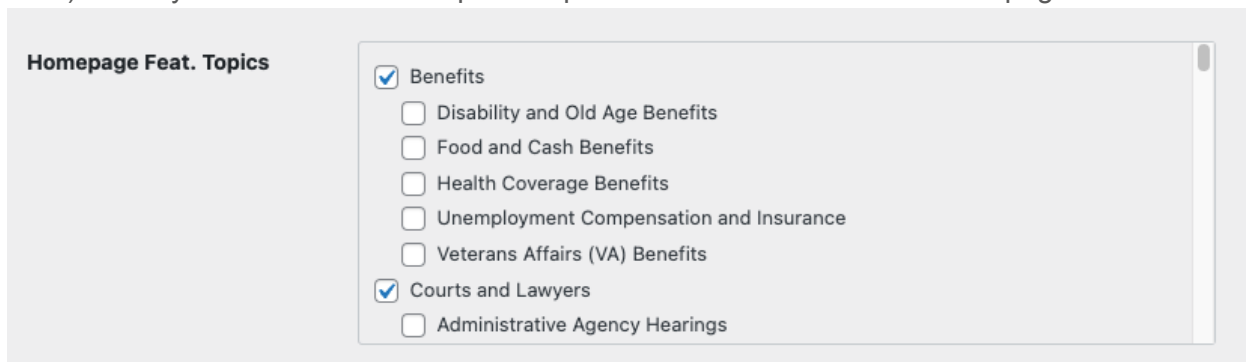 Homepage Feat. Topics
Benefits
Disability and Old Age Benefits
Food and Cash Benefits
Health Coverage Benefits
Unemployment Compensation and Insurance
Veterans Affairs (VA) Benefits
Courts and Lawyers
Administrative Agency Hearings